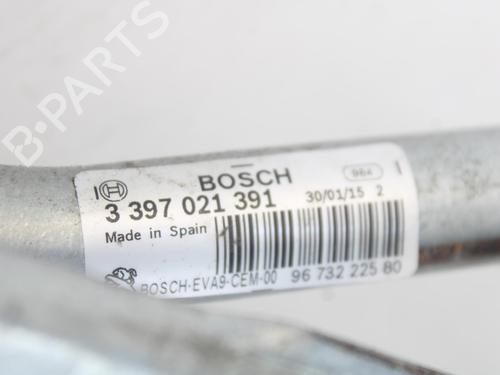 B-PARTS
BOSCH
984
3 397 021 391
30/01/15 2
Made in Spain
BOSCH-EVA9-CEM-00
96 732 225 80